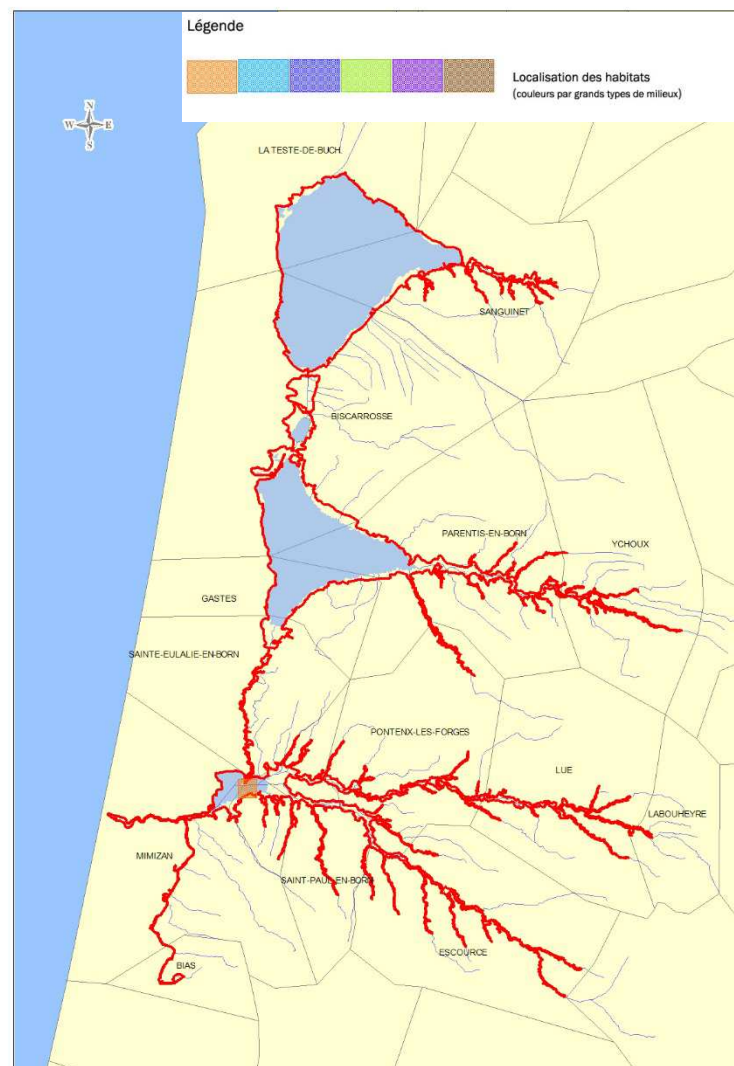 Légende
Localisation des habitats
(couleurs par grands types de milieux)
N
W E
S
LA TESTE-DE-BUCH
SANGUINET
BISCARROSSE
PARENTIS-EN-BORN
YCHOUX
GASTES
SAINTE-EULALIE-EN-BORN
PONTENX-LES-FORGES
LUE
LABOUHEYRE
MIMIZAN
SAINT-PAUL-EN-BORN
ESCOURCE
BIAS